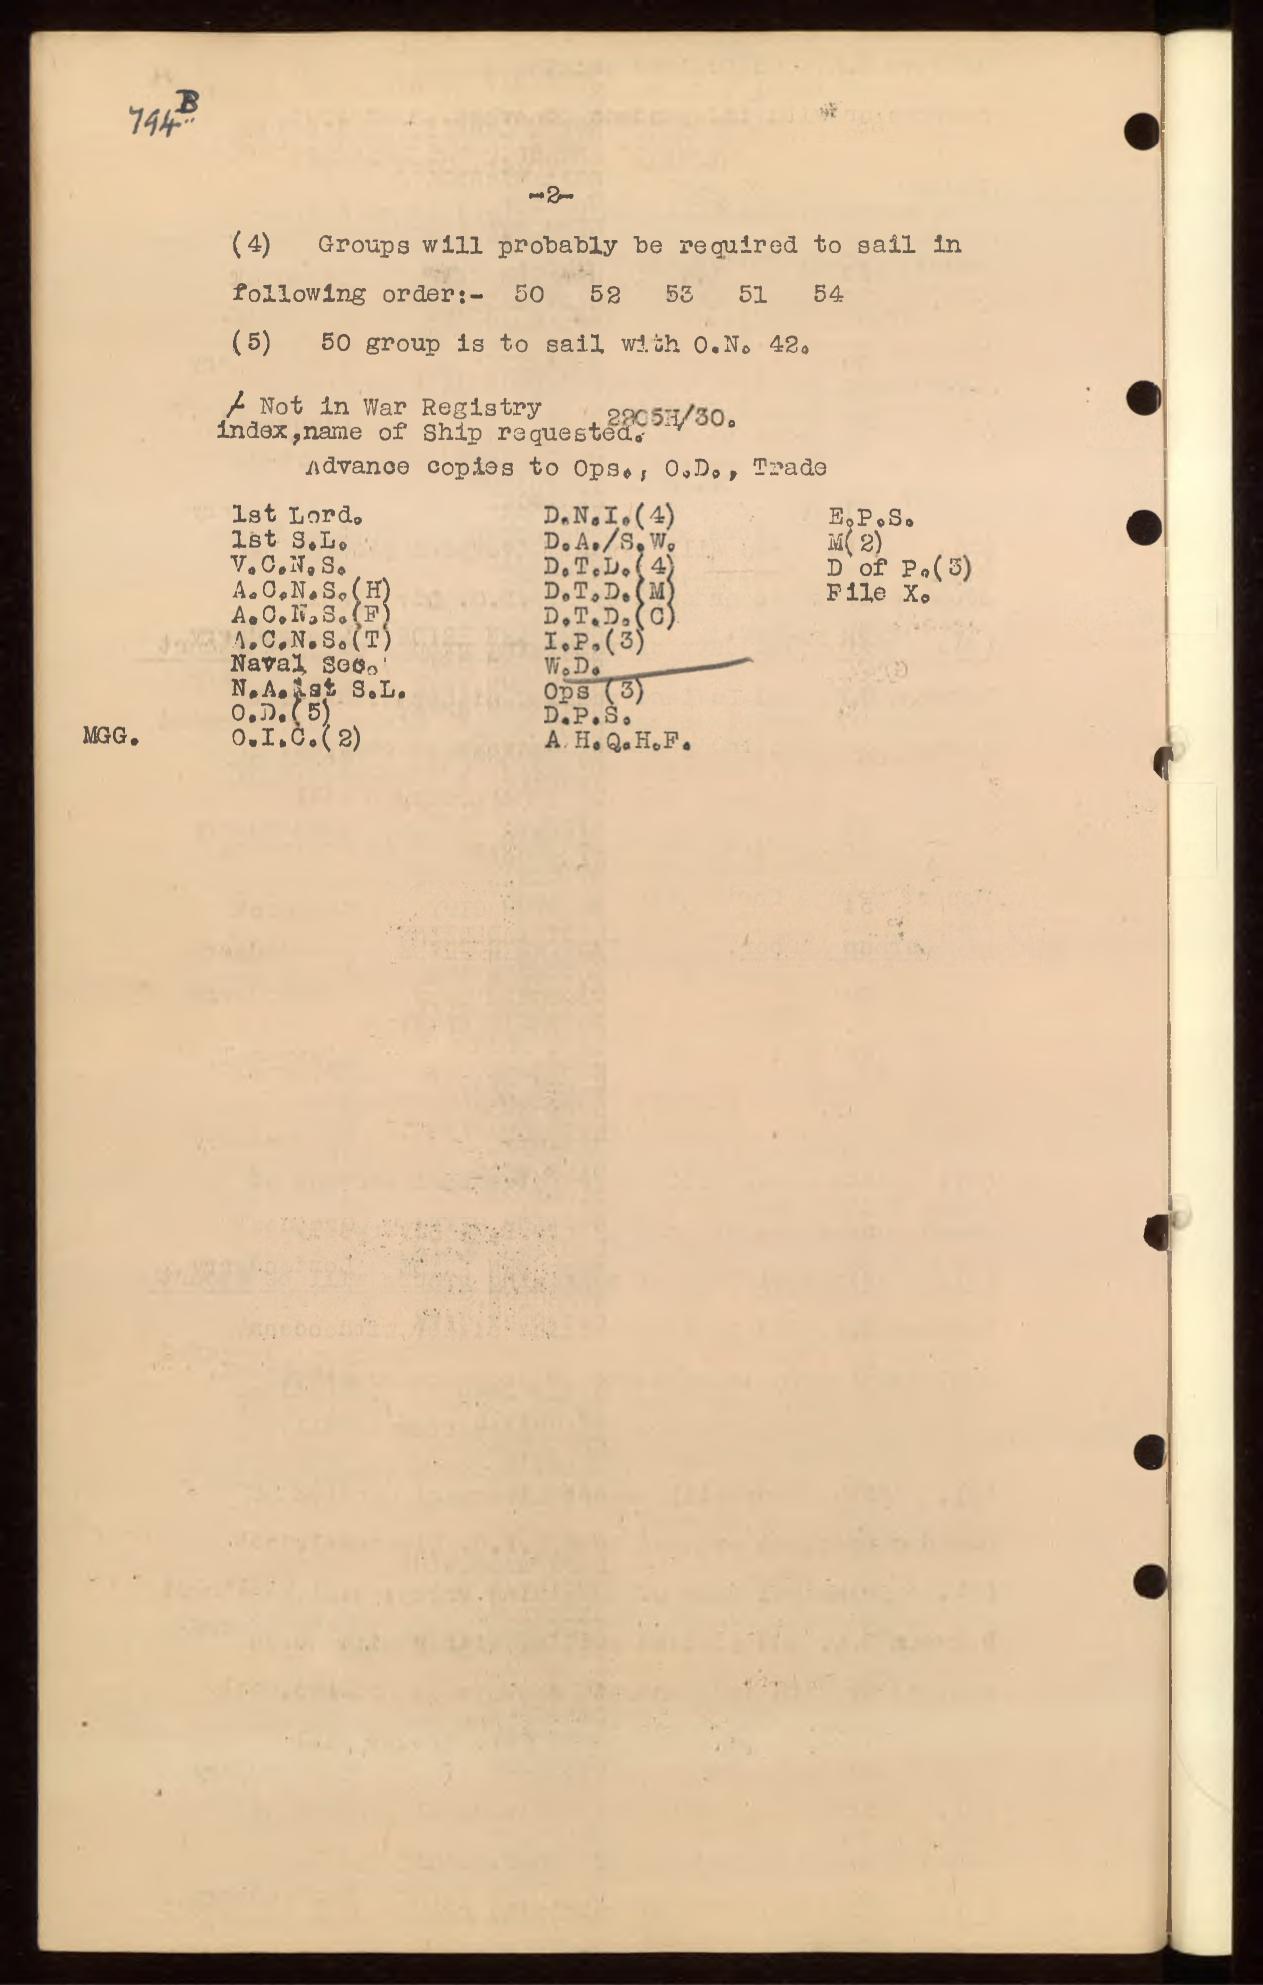 794B
-2-
(4) Groups will probably be required to sail in
following order:- 50 52 53 51 54
(5) 50 group is to sail with O.N. 42.
/ Not in War Registry
index,name of Ship requested. 2205H/30.
Advance copies to Ops., O.D., Trade
1st Lord. D.N.I.(4) E.P.S.
1st S.L. D.A./S.W. M(2)
V.C.N.S. D.T.L.(4) D of P.(3)
A.C.N.S.(H) D.T.D.(M) File X.
A.C.N.S.(F) D.T.D.(C)
A.C.N.S.(T) I.P.(3)
Naval Sec. W.D.
N.A.1st S.L. Ops (3)
O.D.(5) D.P.S.
MGG. O.I.C.(2) A.H.Q.H.F.